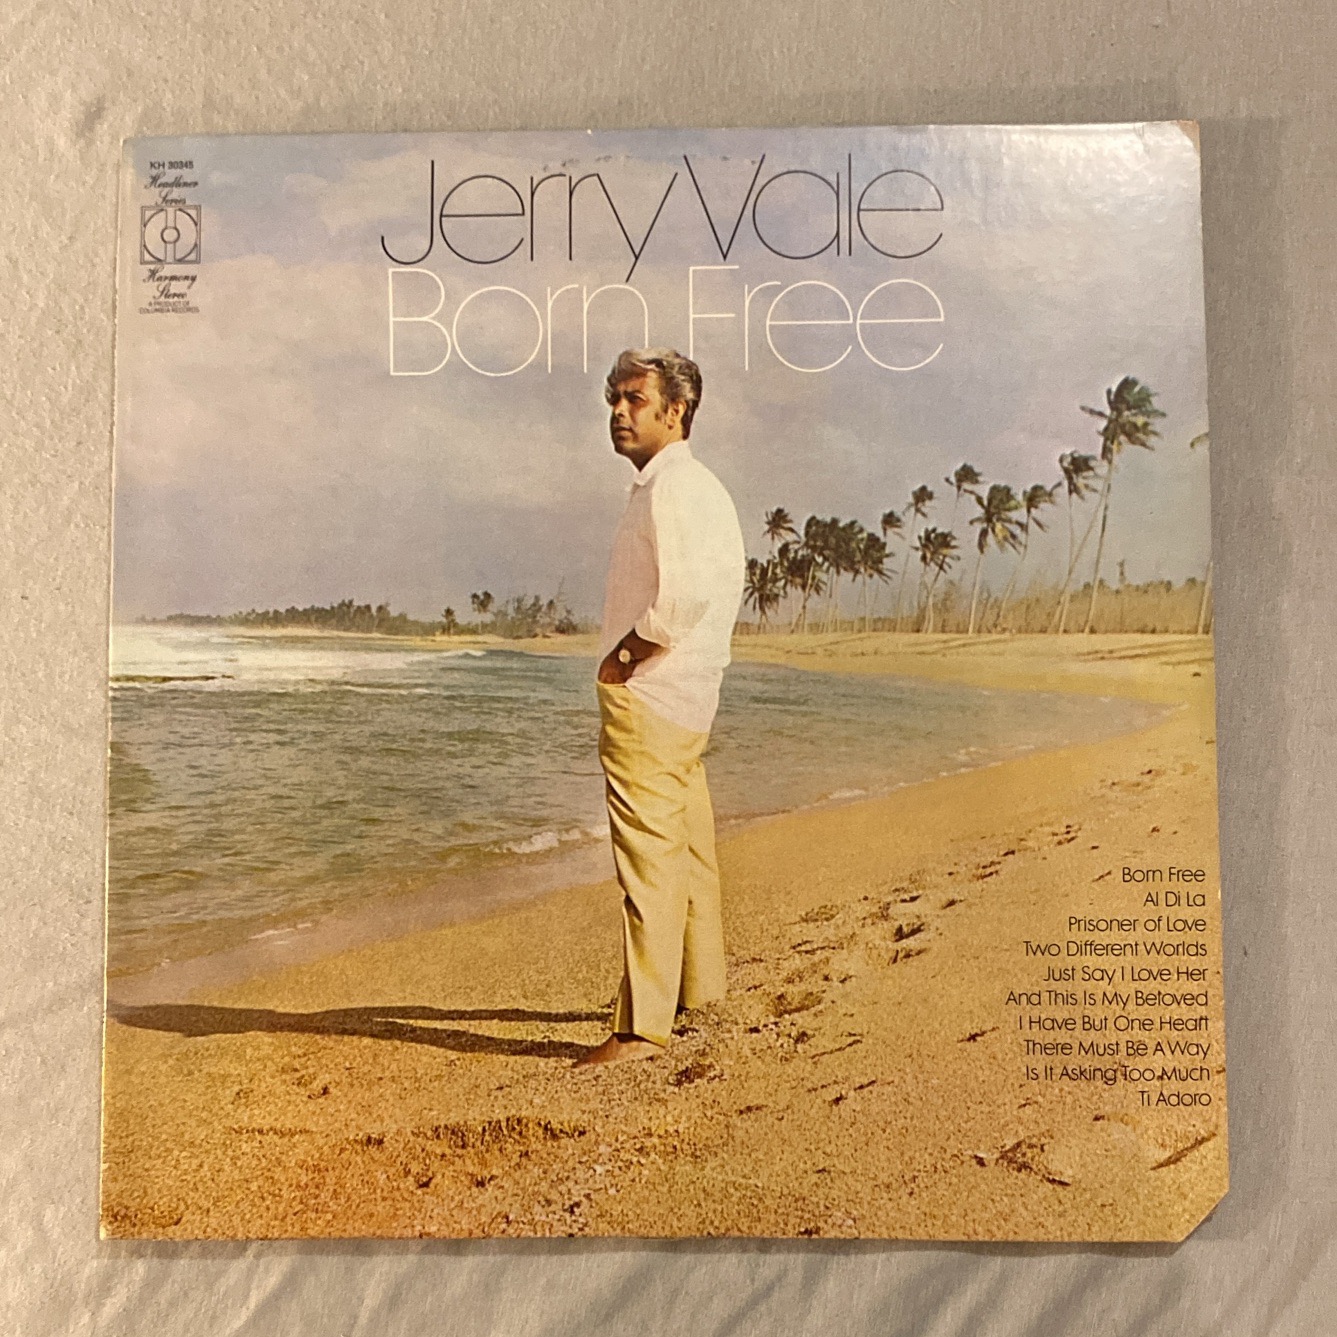 KH 30345
Headliner
Series
Harmony
Stereo
A PRODUCT OF
COLUMBIA RECORDS
Jerry Vale
Born Free
Born Free
Al Di La
Prisoner of Love
Two Different Worlds
Just Say I Love Her
And This Is My Beloved
I Have But One Heart
There Must Be A Way
Is It Asking Too Much
Ti Adoro